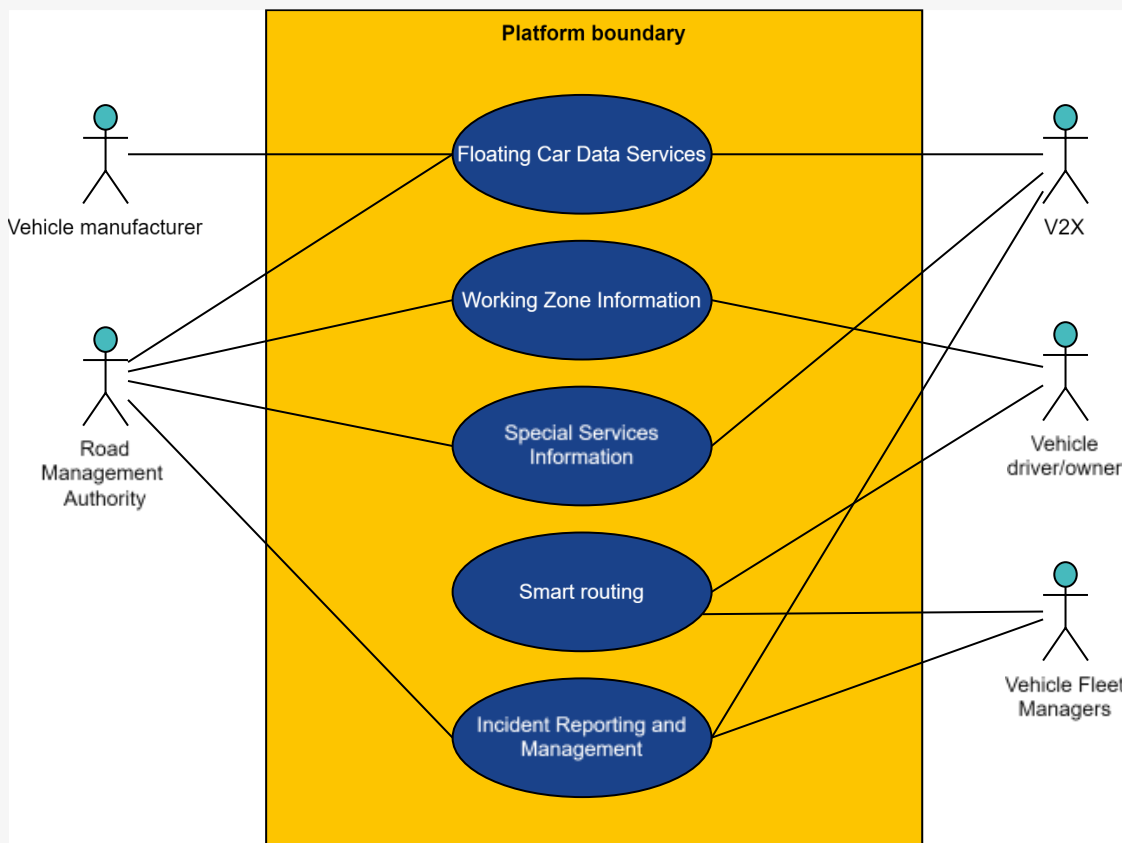 Platform boundary
Vehicle manufacturer
Floating Car Data Services
V2X
Working Zone Information
Road
Management
Authority
Special Services
Information
Vehicle
driver/owner
Smart routing
Vehicle Fleet
Managers
Incident Reporting and
Management